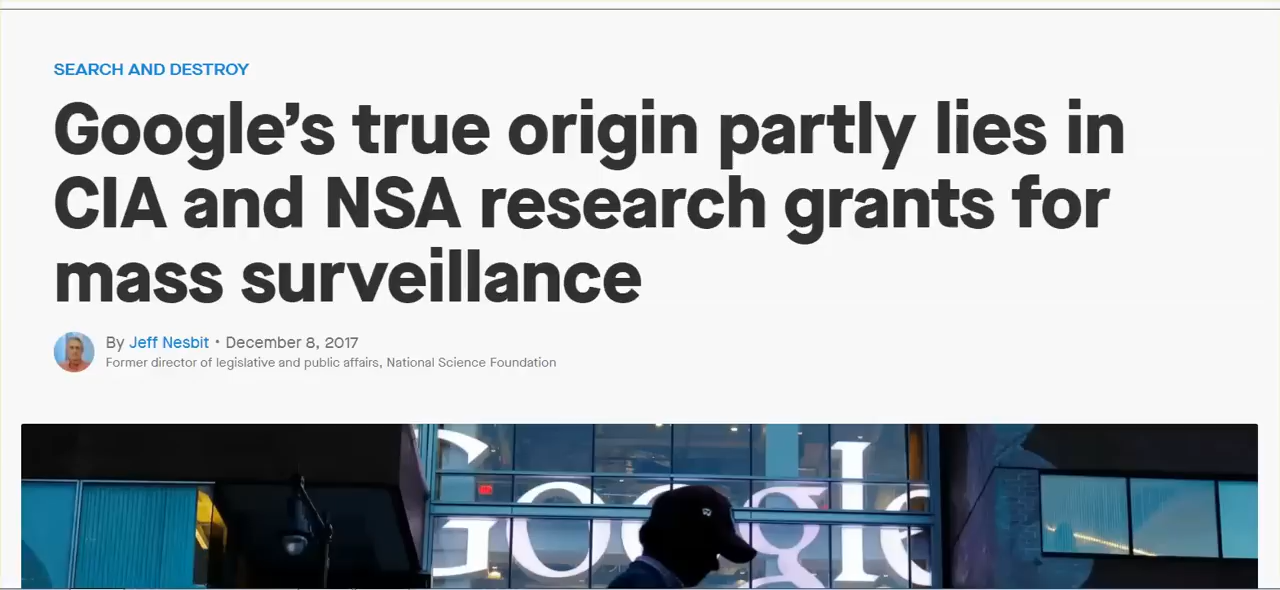 SEARCH AND DESTROY
Google’s true origin partly lies in
CIA and NSA research grants for
mass surveillance
By Jeff Nesbit • December 8, 2017
Former director of legislative and public affairs, National Science Foundation
Google